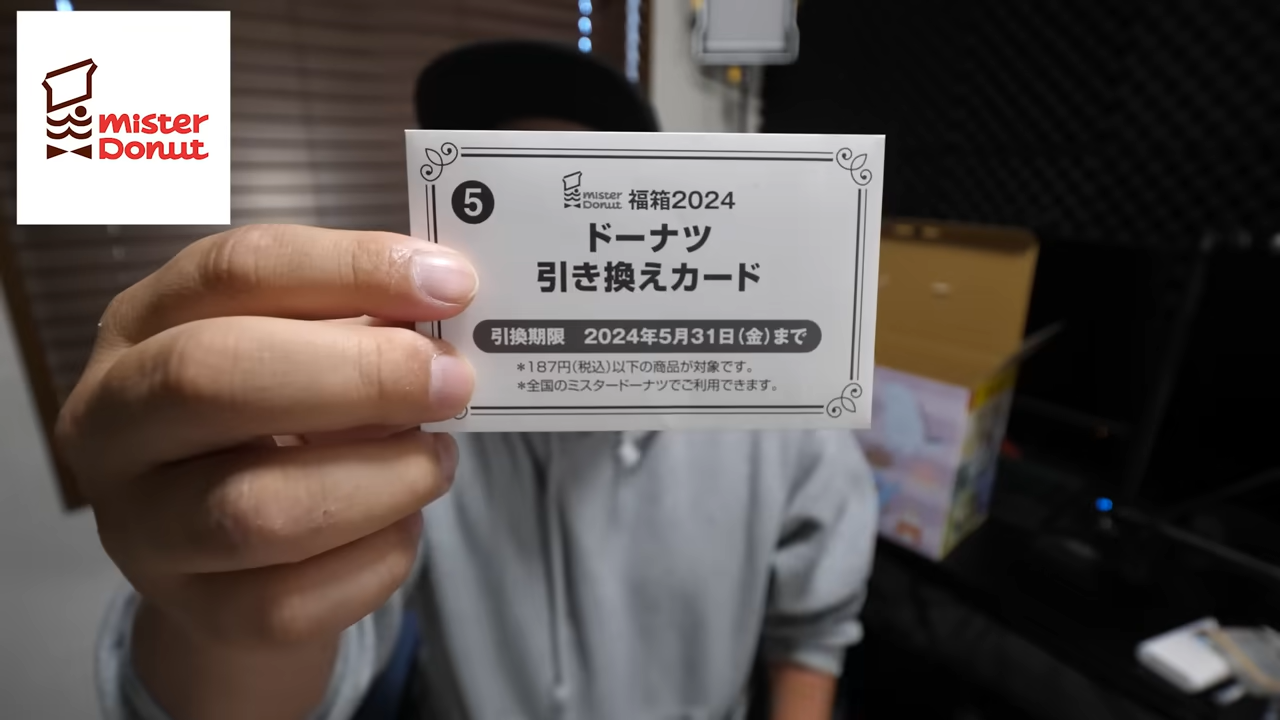 mister
Donut
5
mister
Donut 福箱2024
ドーナツ
引き換えカード
引換期限 2024年5月31日(金)まで
*187円(税込)以下の商品が対象です。
*全国のミスタードーナツでご利用できます。